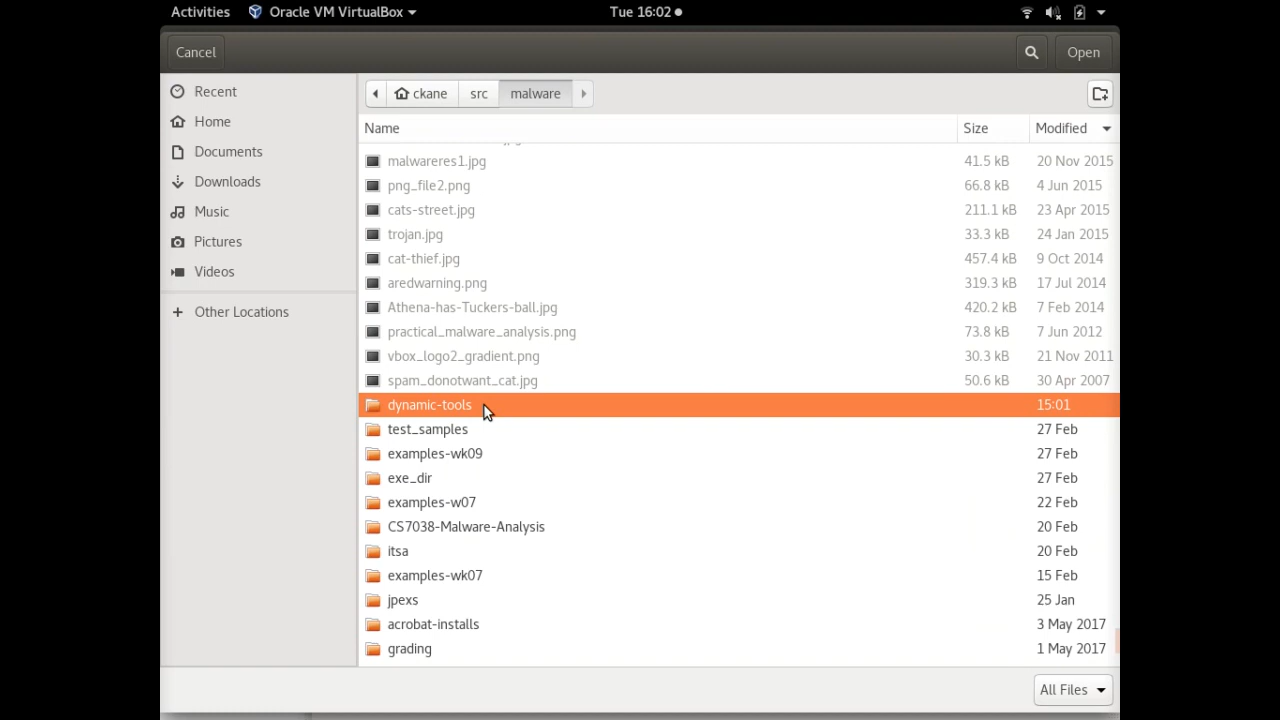 Activities Oracle VM VirtualBox Tue 16:02
Cancel Open
Recent
Home
Documents
Downloads
Music
Pictures
Videos
Other Locations
ckane src malware
Name Size Modified
malwareres1.jpg 41.5 kB 20 Nov 2015
png_file2.png 66.8 kB 4 Jun 2015
cats-street.jpg 211.1 kB 23 Apr 2015
trojan.jpg 33.3 kB 24 Jan 2015
cat-thief.jpg 457.4 kB 9 Oct 2014
aredwarning.png 319.3 kB 17 Jul 2014
Athena-has-Tuckers-ball.jpg 420.2 kB 7 Feb 2014
practical_malware_analysis.png 73.8 kB 7 Jun 2012
vbox_logo2_gradient.png 30.3 kB 21 Nov 2011
spam_donotwant_cat.jpg 50.6 kB 30 Apr 2007
dynamic-tools 15:01
test_samples 27 Feb
examples-wk09 27 Feb
exe_dir 27 Feb
examples-w07 22 Feb
CS7038-Malware-Analysis 20 Feb
itsa 20 Feb
examples-wk07 15 Feb
jpexs 25 Jan
acrobat-installs 3 May 2017
grading 1 May 2017
All Files